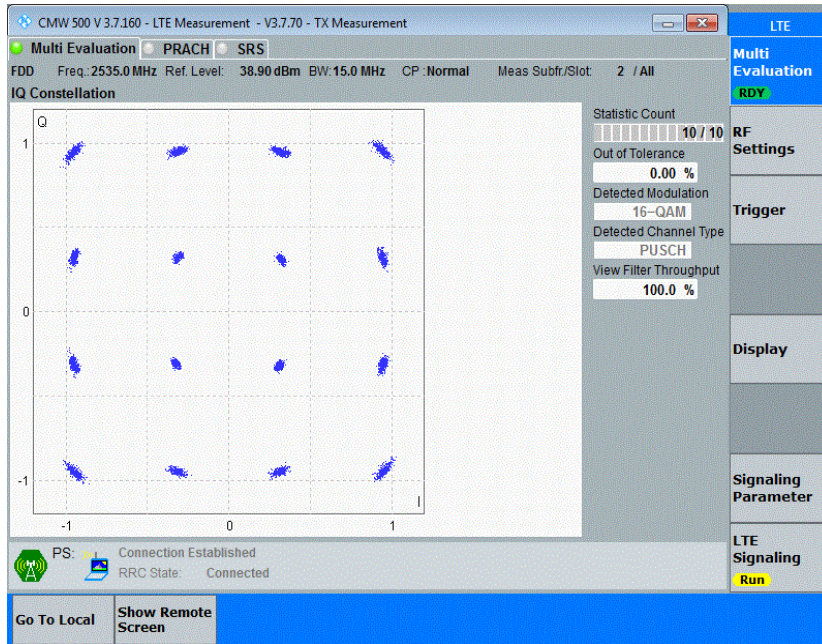 CMW 500 V 3.7.160 - LTE Measurement - V3.7.70 - TX Measurement
LTE
Multi Evaluation PRACH SRS
FDD Freq.:2535.0 MHz Ref. Level: 38.90 dBm BW:15.0 MHz CP :Normal Meas Subfr./Slot: 2 / All
IQ Constellation
Q
1
0
-1
-1 0 1
I
Statistic Count
10 / 10
Out of Tolerance
0.00 %
Detected Modulation
16-QAM
Detected Channel Type
PUSCH
View Filter Throughput
100.0 %
Multi
Evaluation
RDY
RF
Settings
Trigger
Display
Signaling
Parameter
LTE
Signaling
Run
PS: Connection Established
RRC State: Connected
Go To Local
Show Remote
Screen